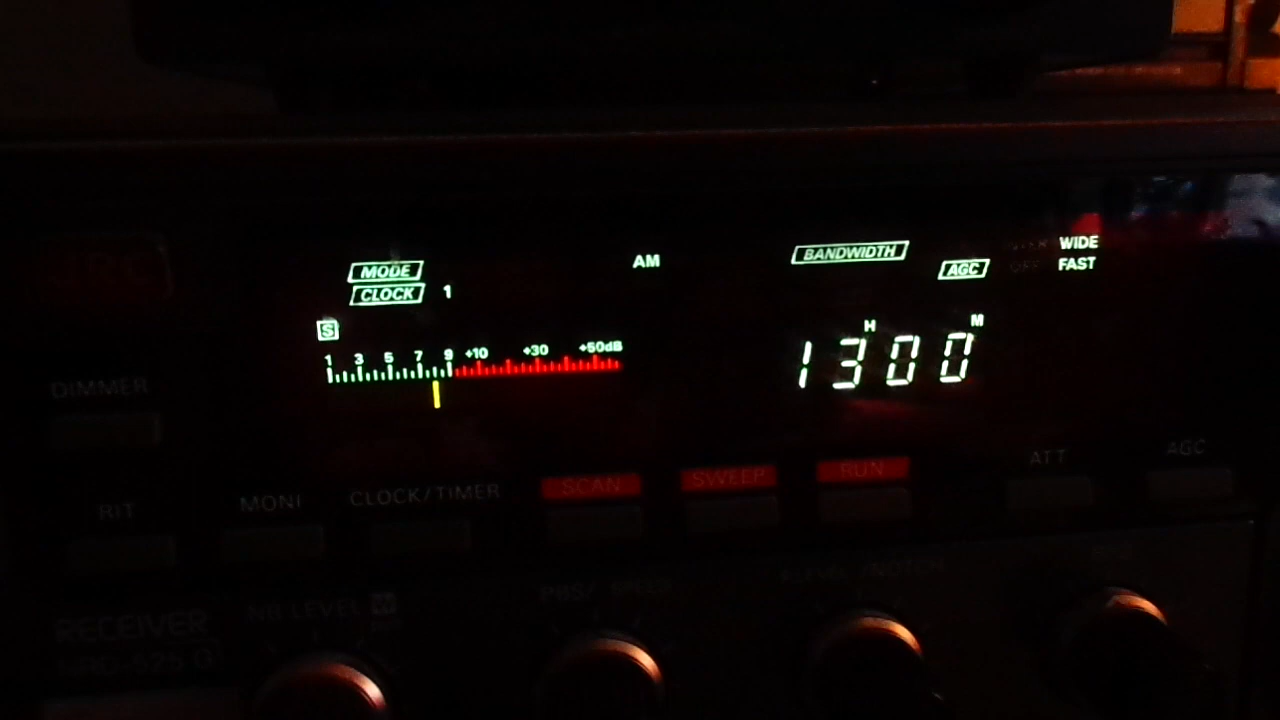 BANDWIDTH WIDE
MODE AM AGC FAST
CLOCK 1
S H M
1 3 5 7 9 +10 +30 +50dB 1300
DIMMER
RIT MONI CLOCK/TIMER SCAN SWEEP RUN ATT AGC
NB LEVEL
RECEIVER